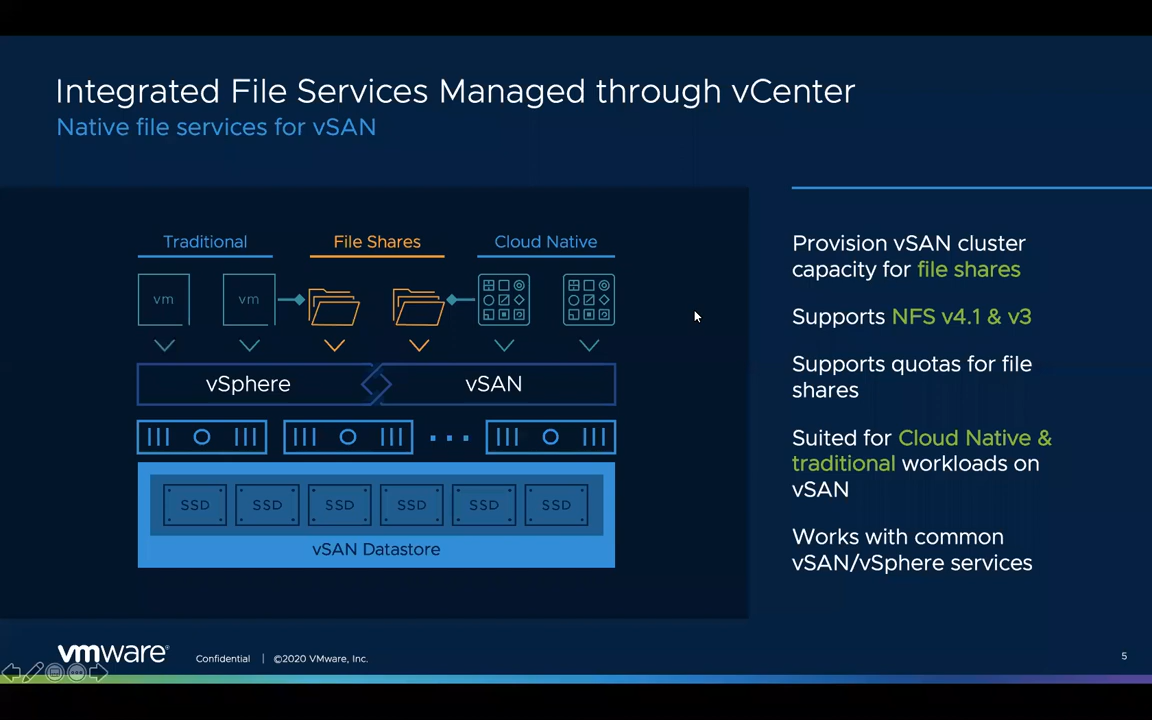 Integrated File Services Managed through vCenter
Native file services for vSAN
Traditional
File Shares
Cloud Native
vm
vm
vSphere
vSAN
SSD
SSD
SSD
SSD
SSD
SSD
vSAN Datastore
Provision vSAN cluster
capacity for file shares
Supports NFS v4.1 & v3
Supports quotas for file
shares
Suited for Cloud Native &
traditional workloads on
vSAN
Works with common
vSAN/vSphere services
vmware®
Confidential | ©2020 VMware, Inc.
5